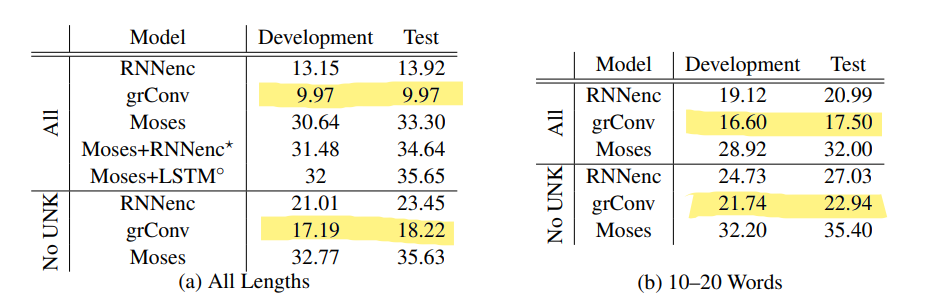 Model Development Test
All
RNNenc 13.15 13.92
grConv 9.97 9.97
Moses 30.64 33.30
Moses+RNNenc⋆ 31.48 34.64
Moses+LSTM◦ 32 35.65
No UNK
RNNenc 21.01 23.45
grConv 17.19 18.22
Moses 32.77 35.63
(a) All Lengths
Model Development Test
All
RNNenc 19.12 20.99
grConv 16.60 17.50
Moses 28.92 32.00
No UNK
RNNenc 24.73 27.03
grConv 21.74 22.94
Moses 32.20 35.40
(b) 10–20 Words